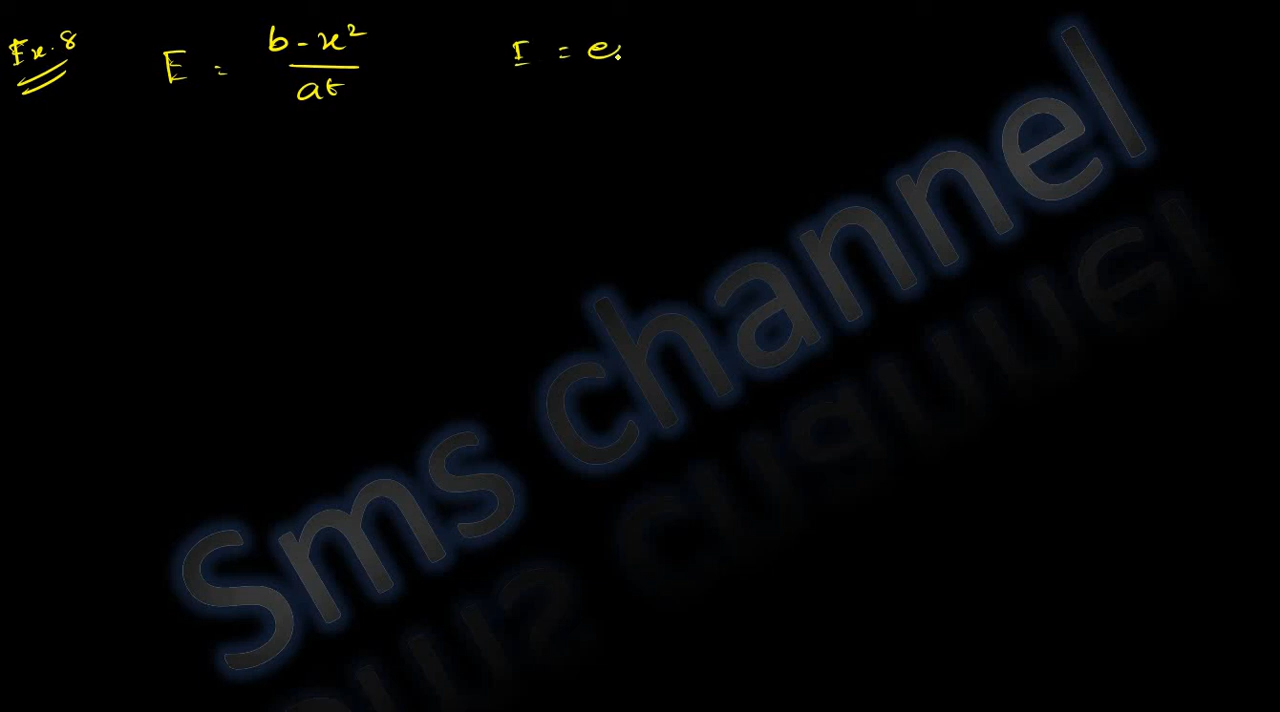 Ex.8 E = b - x² / at I = e.
Sms channel